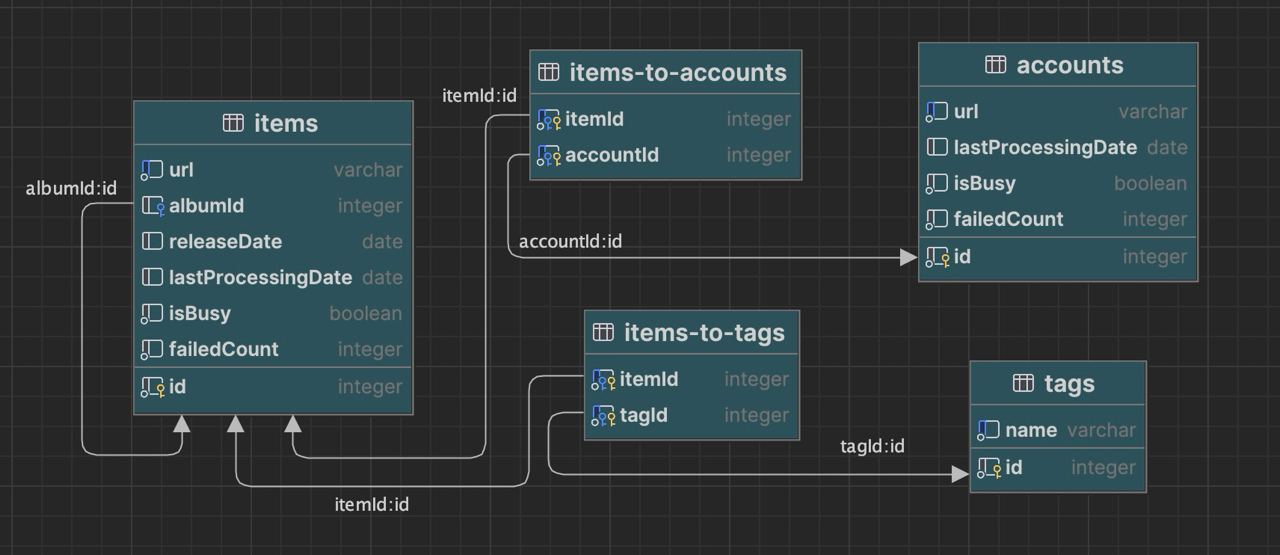 items
url varchar
albumId integer
releaseDate date
lastProcessingDate date
isBusy boolean
failedCount integer
id integer
albumId:id
items-to-accounts
itemId integer
accountId integer
itemId:id
accountId:id
accounts
url varchar
lastProcessingDate date
isBusy boolean
failedCount integer
id integer
items-to-tags
itemId integer
tagId integer
itemId:id
tagId:id
tags
name varchar
id integer